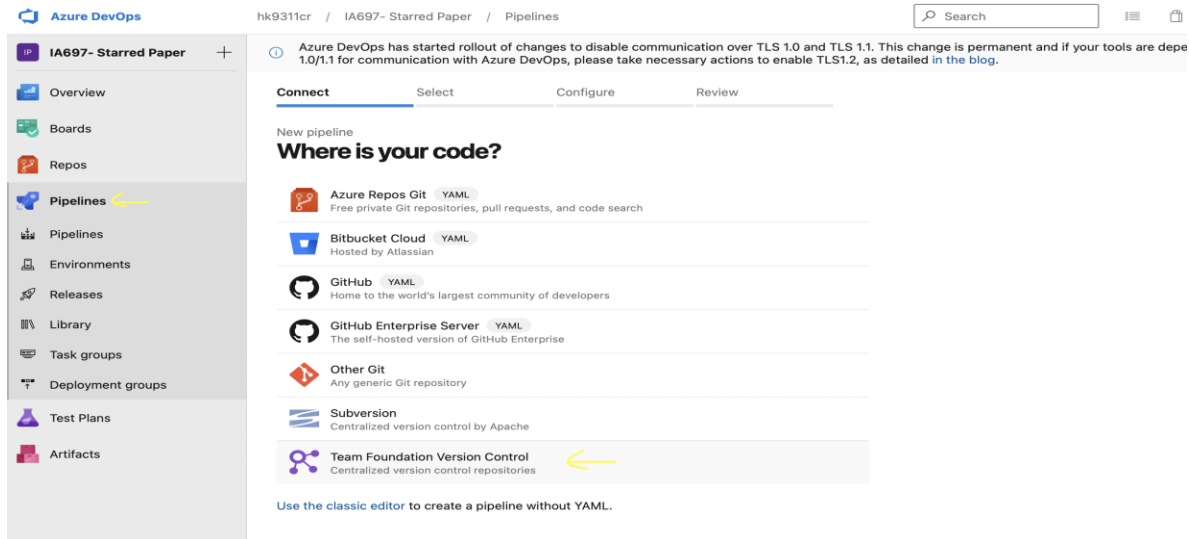 Azure DevOps
hk9311cr / IA697- Starred Paper / Pipelines
Search
IP IA697- Starred Paper +
Overview
Boards
Repos
Pipelines
Pipelines
Environments
Releases
Library
Task groups
Deployment groups
Test Plans
Artifacts
Azure DevOps has started rollout of changes to disable communication over TLS 1.0 and TLS 1.1. This change is permanent and if your tools are depe
1.0/1.1 for communication with Azure DevOps, please take necessary actions to enable TLS1.2, as detailed in the blog.
Connect Select Configure Review
New pipeline
Where is your code?
Azure Repos Git YAML
Free private Git repositories, pull requests, and code search
Bitbucket Cloud YAML
Hosted by Atlassian
GitHub YAML
Home to the world's largest community of developers
GitHub Enterprise Server YAML
The self-hosted version of GitHub Enterprise
Other Git
Any generic Git repository
Subversion
Centralized version control by Apache
Team Foundation Version Control
Centralized version control repositories
Use the classic editor to create a pipeline without YAML.